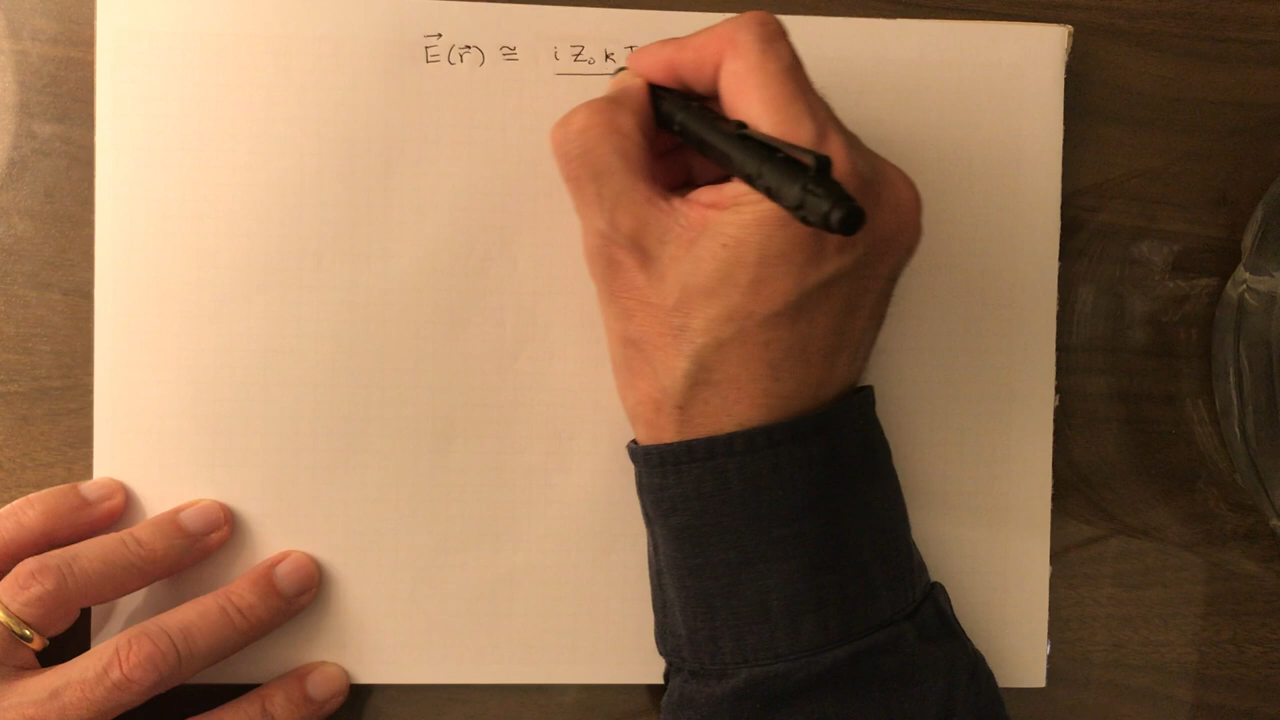 E⃗(r⃗) ≅ i Z₀ k